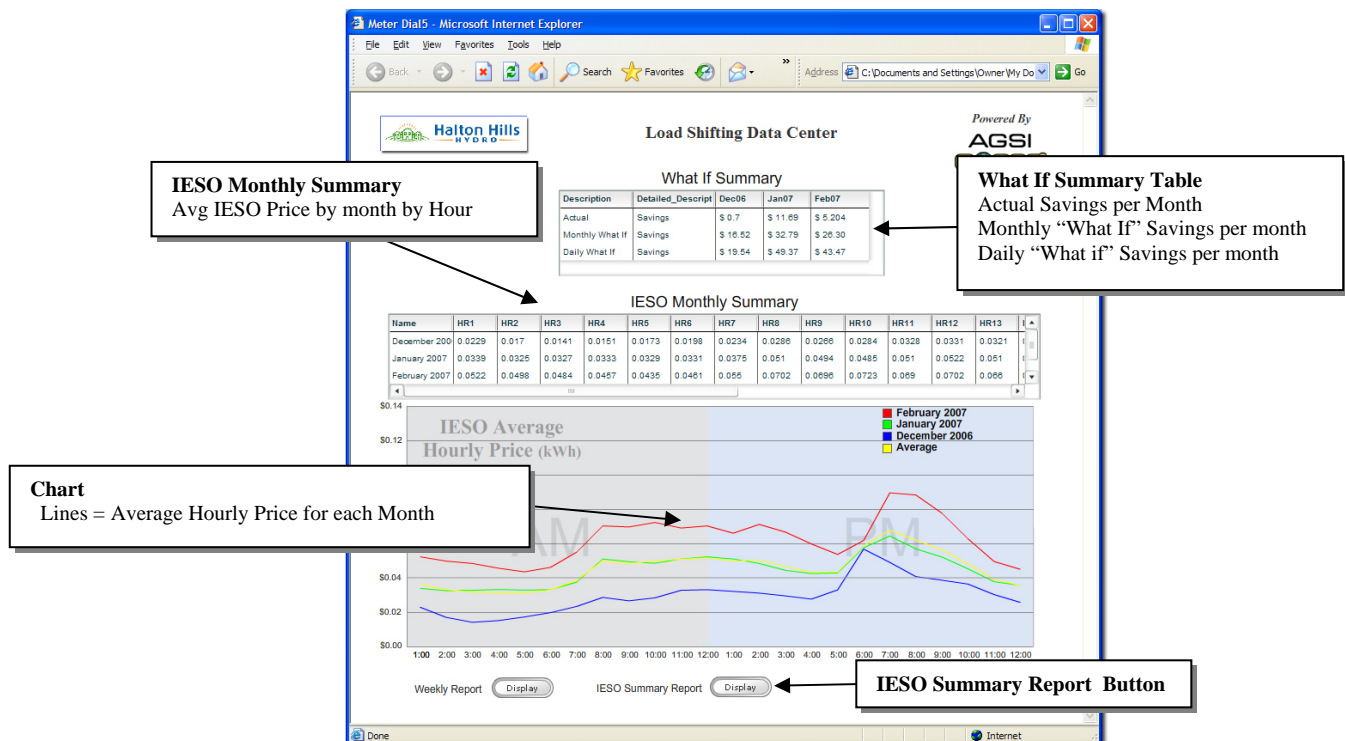 Meter Dial5 - Microsoft Internet Explorer
File Edit View Favorites Tools Help
Back Search Favorites » Address C:\Documents and Settings\Owner\My Do Go
Halton Hills
HYDRO
Load Shifting Data Center
Powered By
AGSI
IESO Monthly Summary
Avg IESO Price by month by Hour
What If Summary Table
Actual Savings per Month
Monthly “What If” Savings per month
Daily “What if” Savings per month
What If Summary
Description Detailed_Descript Dec06 Jan07 Feb07
Actual Savings $ 0.7 $ 11.69 $ 5.204
Monthly What If Savings $ 16.52 $ 32.79 $ 26.30
Daily What If Savings $ 19.54 $ 49.37 $ 43.47
IESO Monthly Summary
Name HR1 HR2 HR3 HR4 HR5 HR6 HR7 HR8 HR9 HR10 HR11 HR12 HR13
December 200 0.0229 0.017 0.0141 0.0151 0.0173 0.0198 0.0234 0.0286 0.0266 0.0284 0.0328 0.0331 0.0321
January 2007 0.0339 0.0325 0.0327 0.0333 0.0329 0.0331 0.0375 0.051 0.0494 0.0485 0.051 0.0522 0.051
February 2007 0.0522 0.0498 0.0484 0.0457 0.0435 0.0461 0.055 0.0702 0.0696 0.0723 0.069 0.0702 0.066
$0.14
$0.12
$0.04
$0.02
$0.00
IESO Average
Hourly Price (kWh)
February 2007
January 2007
December 2006
Average
Chart
Lines = Average Hourly Price for each Month
AM
PM
1:00 2:00 3:00 4:00 5:00 6:00 7:00 8:00 9:00 10:00 11:00 12:00 1:00 2:00 3:00 4:00 5:00 6:00 7:00 8:00 9:00 10:00 11:00 12:00
Weekly Report Display IESO Summary Report Display
IESO Summary Report Button
Done Internet